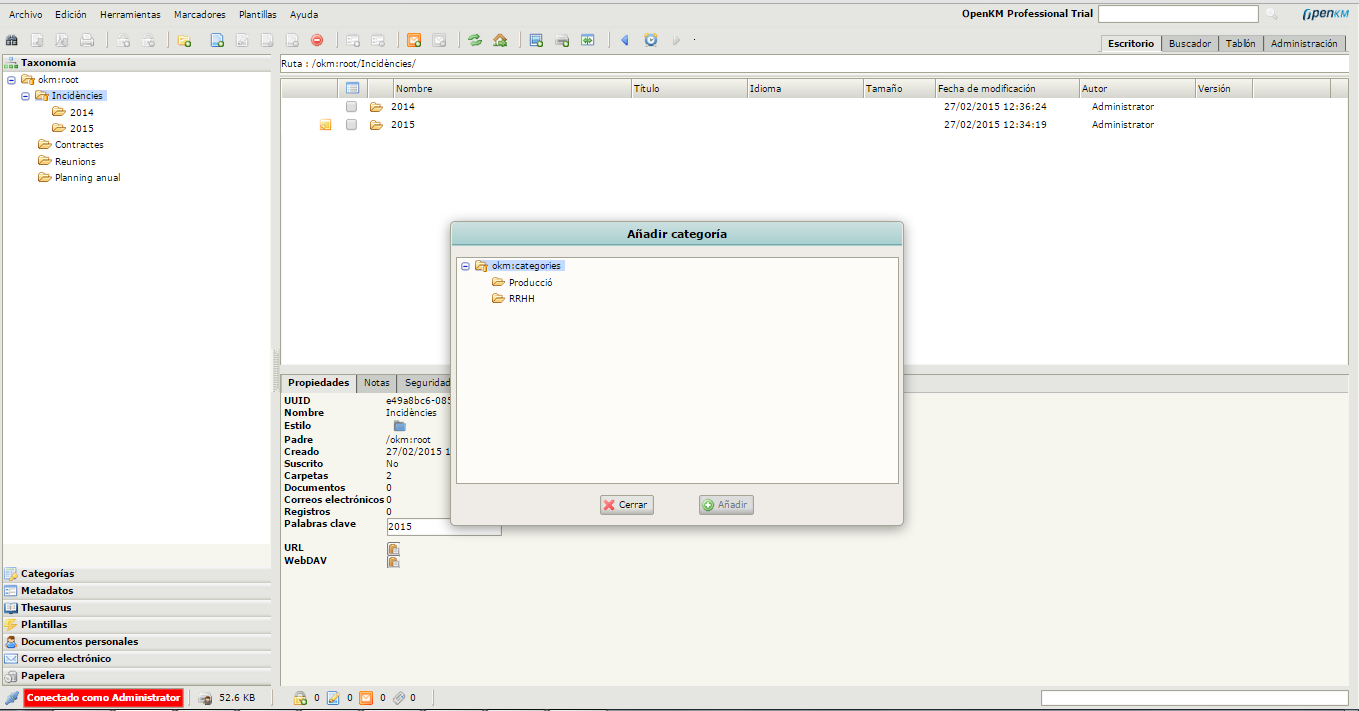 Archivo Edición Herramientas Marcadores Plantillas Ayuda OpenKM Professional Trial OpenKM
Escritorio Buscador Tablón Administración
Taxonomía
okm:root
Incidències
2014
2015
Contractes
Reunions
Planning anual
Ruta : /okm:root/Incidències/
Nombre Título Idioma Tamaño Fecha de modificación Autor Versión
2014 27/02/2015 12:36:24 Administrator
2015 27/02/2015 12:34:19 Administrator
Añadir categoría
okm:categories
Producció
RRHH
Cerrar Añadir
Propiedades Notas Seguridad
UUID e49a8bc6-085
Nombre Incidències
Estilo
Padre /okm:root
Creado 27/02/2015 1
Suscrito No
Carpetas 2
Documentos 0
Correos electrónicos 0
Registros 0
Palabras clave 2015
URL
WebDAV
Categorías
Metadatos
Thesaurus
Plantillas
Documentos personales
Correo electrónico
Papelera
Conectado como Administrator 52.6 KB 0 0 0 0